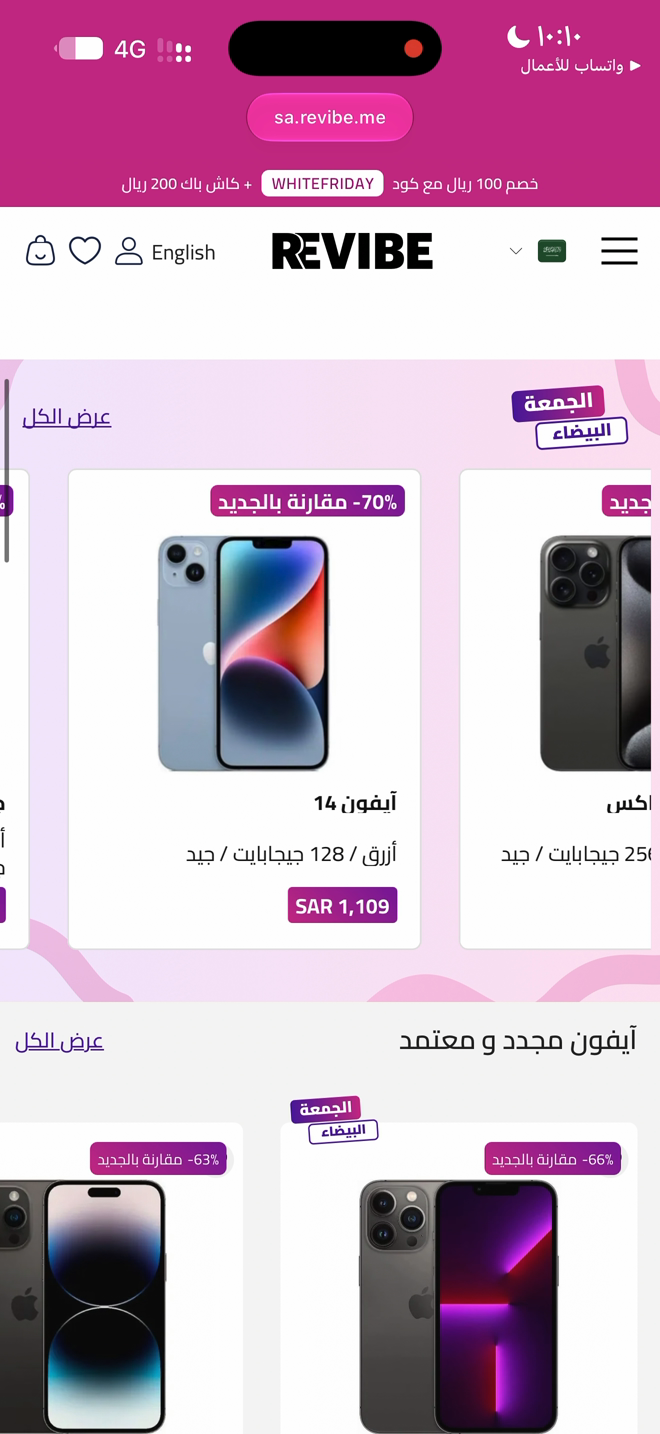 ١٠:١٠
4G
واتساب للأعمال
sa.revibe.me
خصم 100 ريال مع كود WHITEFRIDAY + كاش باك 200 ريال
REVIBE
English
الجمعة
البيضاء
عرض الكل
-70% مقارنة بالجديد
آيفون 14
أزرق / 128 جيجابايت / جيد
SAR 1,109
جيجابايت / جيد
آيفون مجدد و معتمد
عرض الكل
الجمعة
البيضاء
-66% مقارنة بالجديد
-63% مقارنة بالجديد